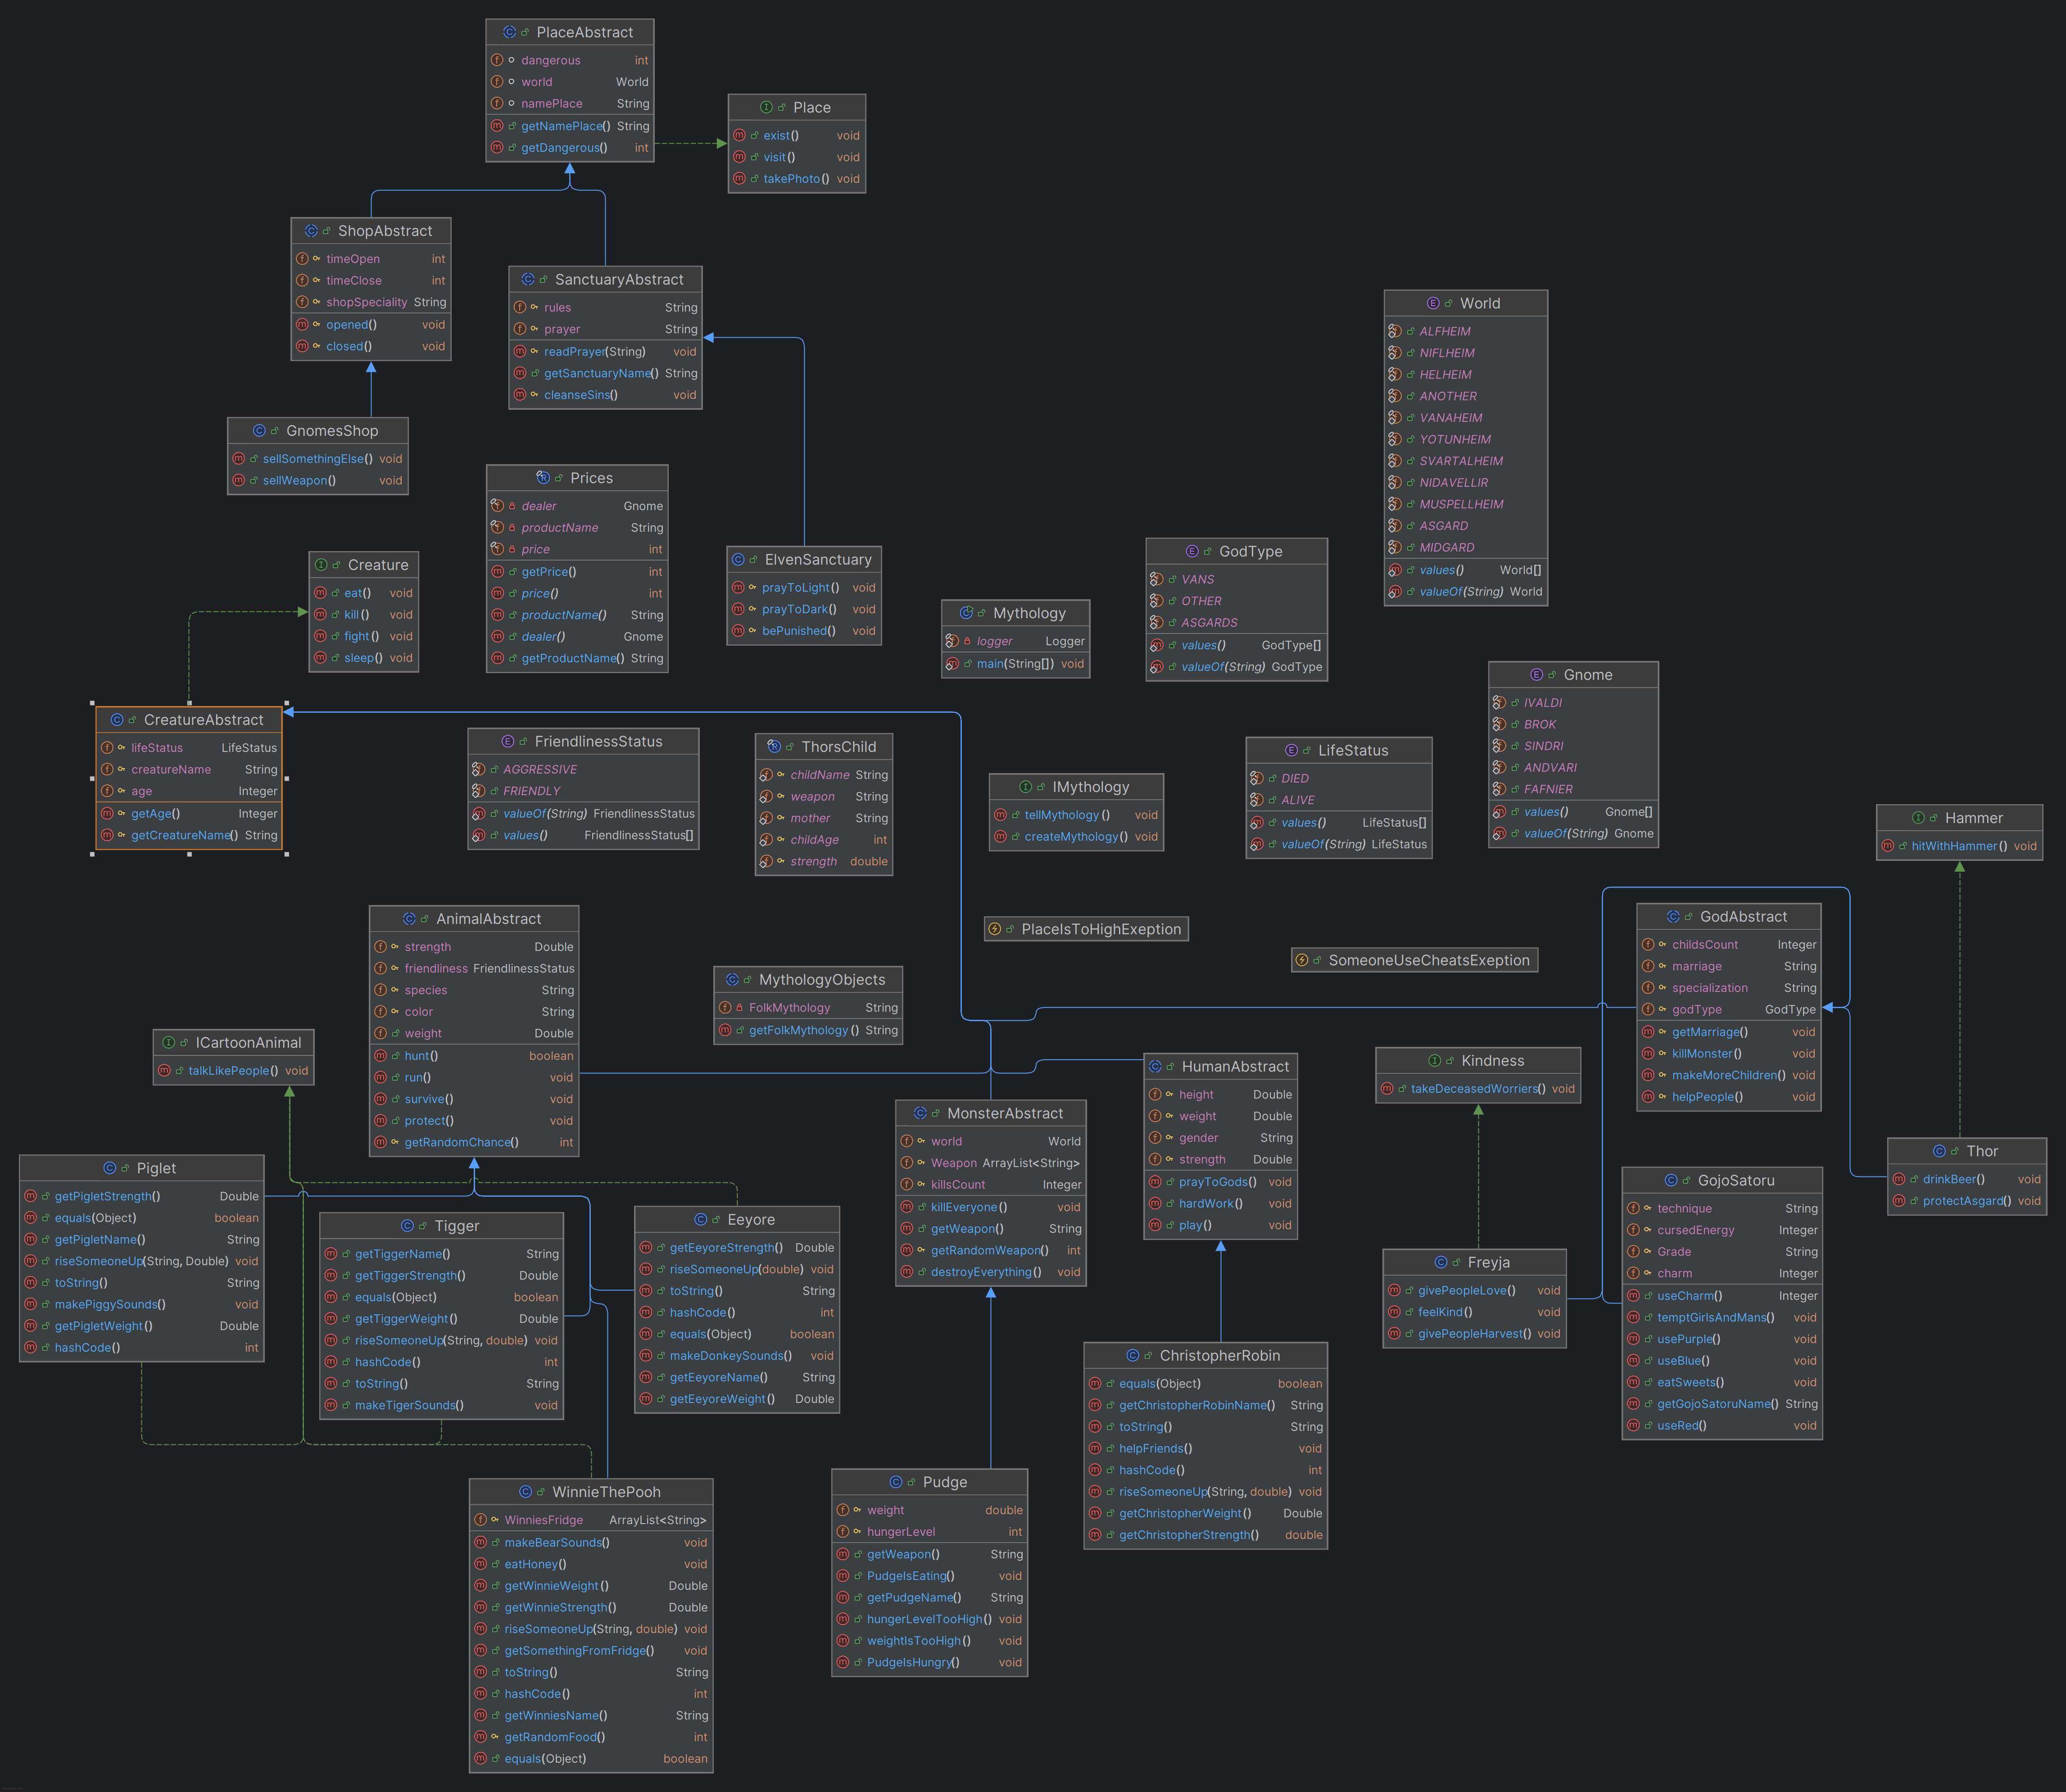 PlaceAbstract
dangerous int
world World
namePlace String
getNamePlace() String
getDangerous() int
Place
exist() void
visit() void
takePhoto() void
ShopAbstract
timeOpen int
timeClose int
shopSpeciality String
opened() void
closed() void
SanctuaryAbstract
rules String
prayer String
readPrayer(String) void
getSanctuaryName() String
cleanseSins() void
World
ALFHEIM
NIFLHEIM
HELHEIM
ANOTHER
VANAHEIM
YOTUNHEIM
SVARTALHEIM
NIDAVELLIR
MUSPELLHEIM
ASGARD
MIDGARD
values() World[]
valueOf(String) World
GnomesShop
sellSomethingElse() void
sellWeapon() void
Prices
dealer Gnome
productName String
price int
getPrice() int
price() int
productName() String
dealer() Gnome
getProductName() String
Creature
eat() void
kill() void
fight() void
sleep() void
ElvenSanctuary
prayToLight() void
prayToDark() void
bePunished() void
Mythology
logger Logger
main(String[]) void
GodType
VANS
OTHER
ASGARDS
values() GodType[]
valueOf(String) GodType
Gnome
IVALDI
BROK
SINDRI
ANDVARI
FAFNIER
values() Gnome[]
valueOf(String) Gnome
CreatureAbstract
lifeStatus LifeStatus
creatureName String
age Integer
getAge() Integer
getCreatureName() String
FriendlinessStatus
AGGRESSIVE
FRIENDLY
valueOf(String) FriendlinessStatus
values() FriendlinessStatus[]
ThorsChild
childName String
weapon String
mother String
childAge int
strength double
IMythology
tellMythology() void
createMythology() void
LifeStatus
DIED
ALIVE
values() LifeStatus[]
valueOf(String) LifeStatus
Hammer
hitWithHammer() void
AnimalAbstract
strength Double
friendliness FriendlinessStatus
species String
color String
weight Double
hunt() boolean
run() void
survive() void
protect() void
getRandomChance() int
PlaceIsToHighExeption
SomeoneUseCheatsExeption
MythologyObjects
FolkMythology String
getFolkMythology() String
GodAbstract
childsCount Integer
marriage String
specialization String
godType GodType
getMarriage() void
killMonster() void
makeMoreChildren() void
helpPeople() void
ICartoonAnimal
talkLikePeople() void
Kindness
takeDeceasedWorriers() void
HumanAbstract
height Double
weight Double
gender String
strength Double
prayToGods() void
hardWork() void
play() void
MonsterAbstract
world World
Weapon ArrayList<String>
killsCount Integer
killEveryone() void
getWeapon() String
getRandomWeapon() int
destroyEverything() void
Thor
drinkBeer() void
protectAsgard() void
Piglet
getPigletStrength() Double
equals(Object) boolean
getPigletName() String
riseSomeoneUp(String, Double) void
toString() String
makePiggySounds() void
getPigletWeight() Double
hashCode() int
Tigger
getTiggerName() String
getTiggerStrength() Double
equals(Object) boolean
getTiggerWeight() Double
riseSomeoneUp(String, double) void
hashCode() int
toString() String
makeTigerSounds() void
Eeyore
getEeyoreStrength() Double
riseSomeoneUp(double) void
toString() String
hashCode() int
equals(Object) boolean
makeDonkeySounds() void
getEeyoreName() String
getEeyoreWeight() Double
GojoSatoru
technique String
cursedEnergy Integer
Grade String
charm Integer
useCharm() Integer
temptGirlsAndMans() void
usePurple() void
useBlue() void
eatSweets() void
getGojoSatoruName() String
useRed() void
Freyja
givePeopleLove() void
feelKind() void
givePeopleHarvest() void
ChristopherRobin
equals(Object) boolean
getChristopherRobinName() String
toString() String
helpFriends() void
hashCode() int
riseSomeoneUp(String, double) void
getChristopherWeight() Double
getChristopherStrength() double
WinnieThePooh
WinniesFridge ArrayList<String>
makeBearSounds() void
eatHoney() void
getWinnieWeight() Double
getWinnieStrength() Double
riseSomeoneUp(String, double) void
getSomethingFromFridge() void
toString() String
hashCode() int
getWinniesName() String
getRandomFood() int
equals(Object) boolean
Pudge
weight double
hungerLevel int
getWeapon() String
PudgeIsEating() void
getPudgeName() String
hungerLevelTooHigh() void
weightIsTooHigh() void
PudgeIsHungry() void